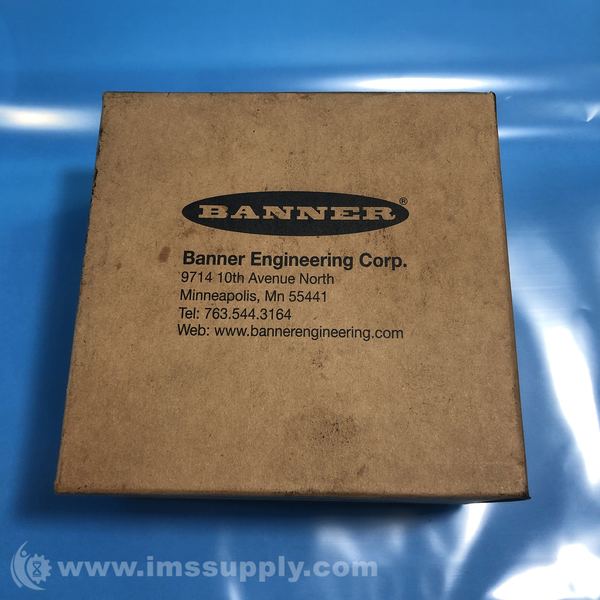 BANNER®
Banner Engineering Corp.
9714 10th Avenue North
Minneapolis, Mn 55441
Tel: 763.544.3164
Web: www.bannerengineering.com
www.imssupply.com